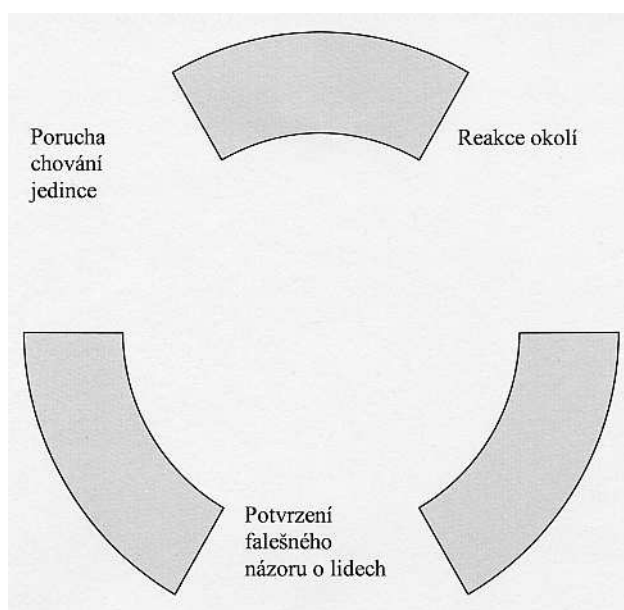 Porucha
chování
jedince
Reakce okolí
Potvrzení
falešného
názoru o lidech